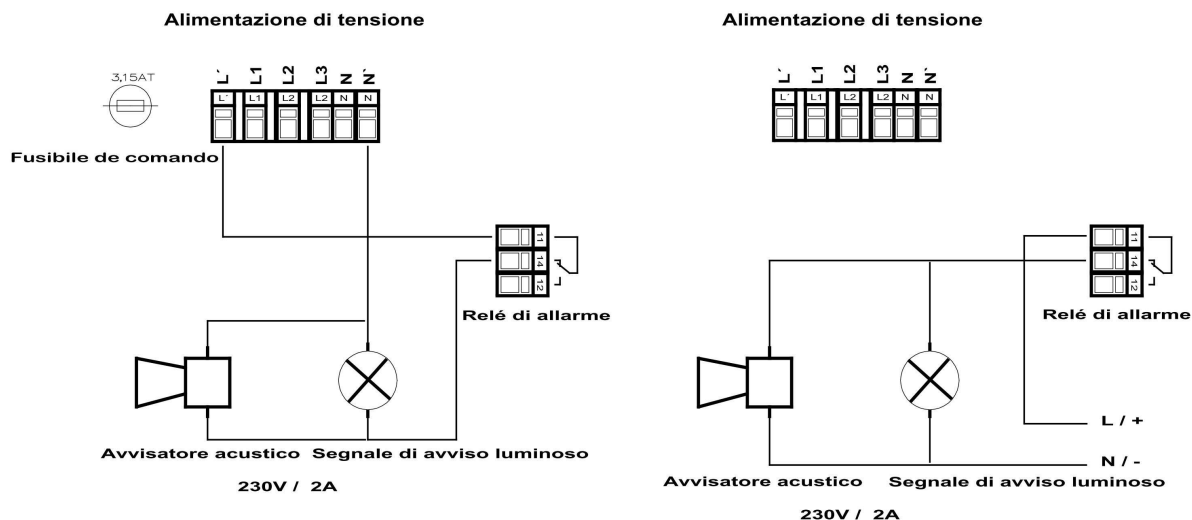 Alimentazione di tensione
3,15AT
L´ L1 L2 L3 N N`
L´ L1 L2 L2 N N
Fusibile de comando
11
14
12
Relé di allarme
Avvisatore acustico Segnale di avviso luminoso
230V / 2A
Alimentazione di tensione
L´ L1 L2 L3 N N`
L´ L1 L2 L2 N N
11
14
12
Relé di allarme
L / +
N / -
Avvisatore acustico Segnale di avviso luminoso
230V / 2A